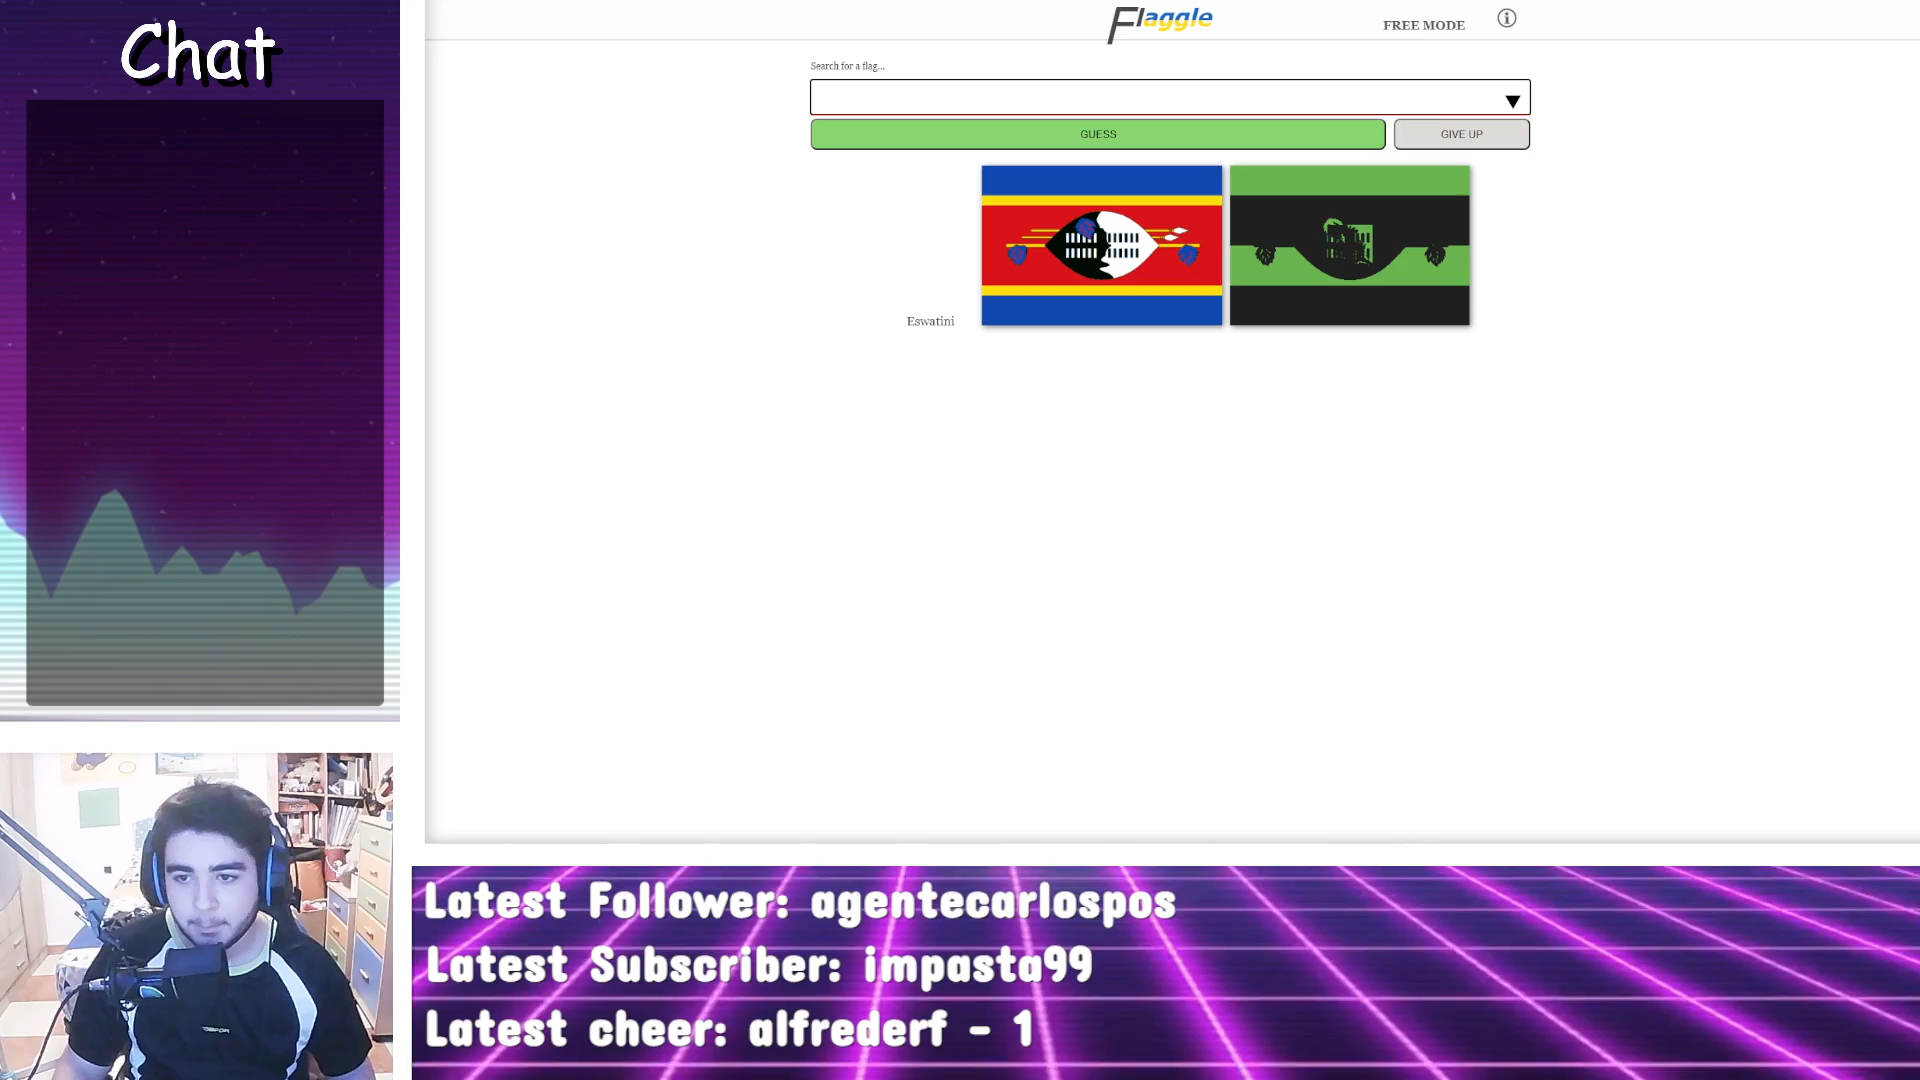 Chat
Flaggle
FREE MODE
Search for a flag...
GUESS
GIVE UP
Eswatini
Latest Follower: agentecarlospos
Latest Subscriber: impasta99
Latest cheer: alfrederf - 1